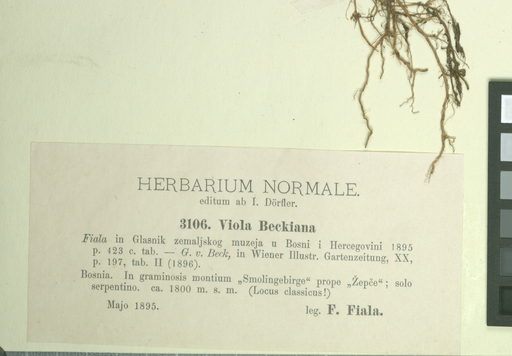 HERBARIUM NORMALE.
editum ab I. Dörfler.
3106. Viola Beckiana
Fiala in Glasnik zemaljskog muzeja u Bosni i Hercegovini 1895
p. 423 c. tab. — G. v. Beck, in Wiener Illustr. Gartenzeitung, XX,
p. 197, tab. II (1896).
Bosnia. In graminosis montium „Smolingebirge“ prope „Žepče“; solo
serpentino. ca. 1800 m. s. m. (Locus classicus!)
Majo 1895. leg. F. Fiala.